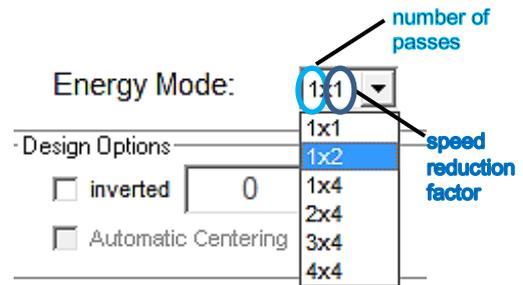 number of
passes
Energy Mode:
1x1
1x1
Design Options
1x2
speed
reduction
factor
inverted
0
1x4
2x4
Automatic Centering
3x4
4x4